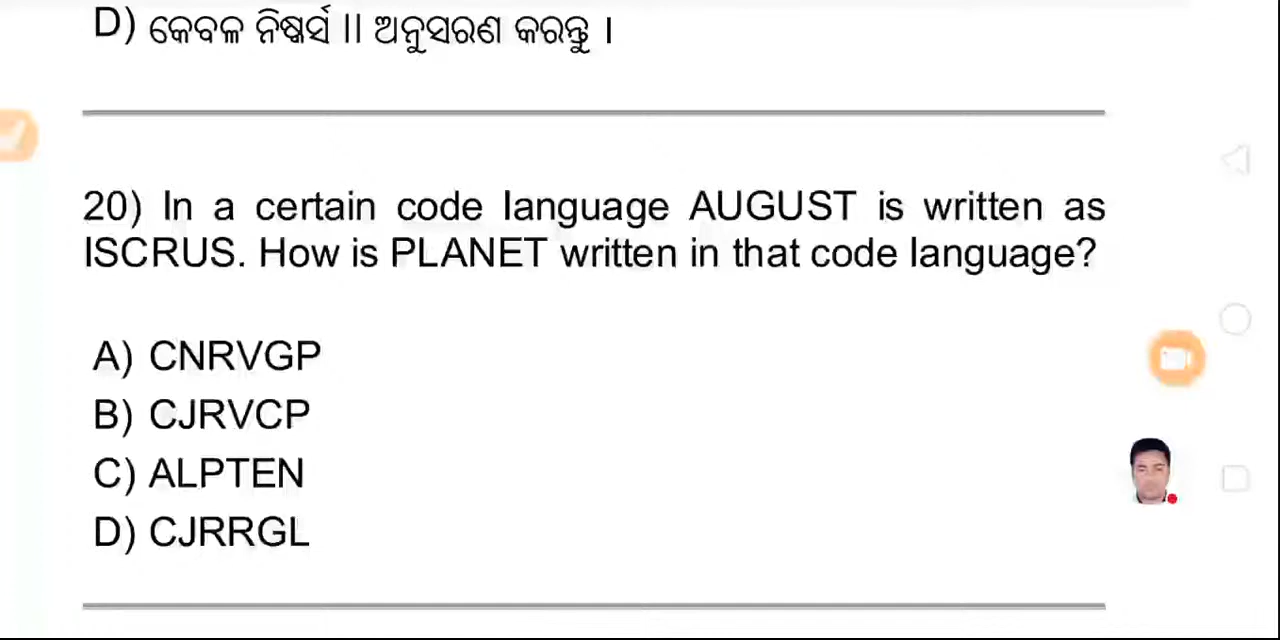 D) କେବଳ ନିଷ୍କର୍ସ II ଅନୁସରଣ କରନ୍ତୁ ।
20) In a certain code language AUGUST is written as
ISCRUS. How is PLANET written in that code language?
A) CNRVGP
B) CJRVCP
C) ALPTEN
D) CJRRGL